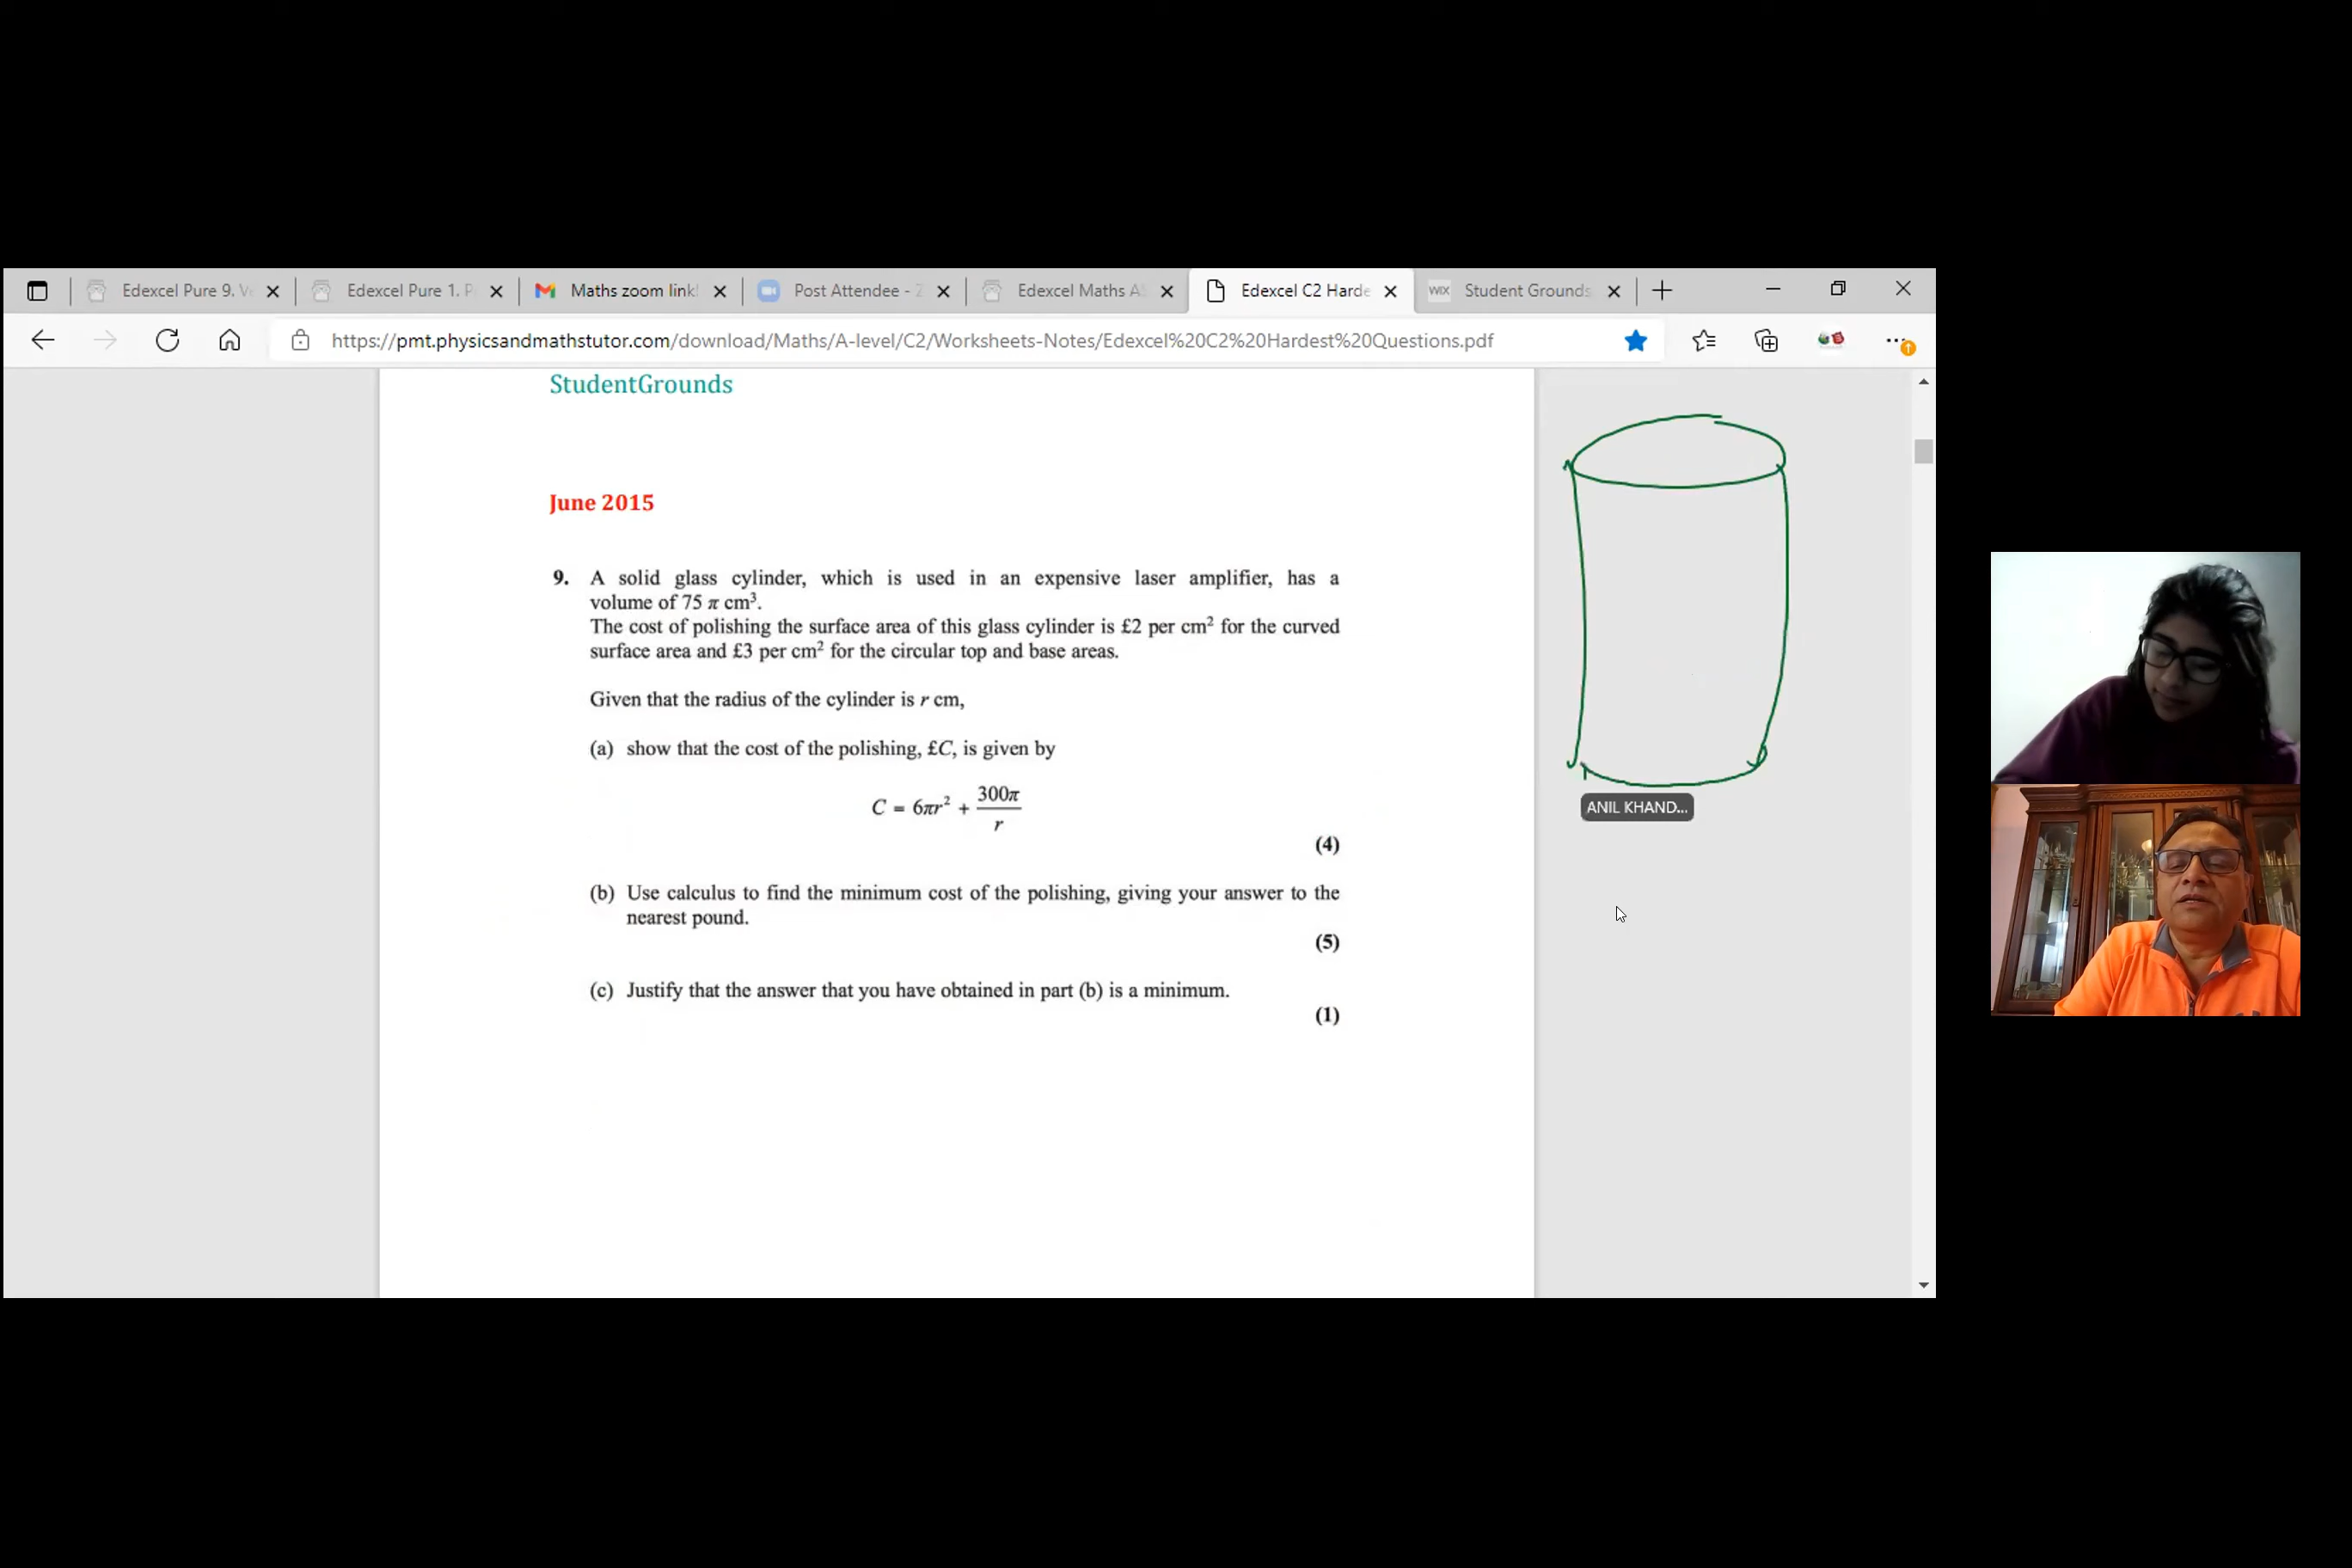 Edexcel Pure 9. V
Edexcel Pure 1. P
Maths zoom link
Post Attendee - Z
Edexcel Maths A
Edexcel C2 Harde
WIX
Student Grounds
https://pmt.physicsandmathstutor.com/download/Maths/A-level/C2/Worksheets-Notes/Edexcel%20C2%20Hardest%20Questions.pdf
StudentGrounds
June 2015
9. A solid glass cylinder, which is used in an expensive laser amplifier, has a
volume of 75 π cm³.
The cost of polishing the surface area of this glass cylinder is £2 per cm² for the curved
surface area and £3 per cm² for the circular top and base areas.
Given that the radius of the cylinder is r cm,
(a) show that the cost of the polishing, £C, is given by
C = 6πr² + 300π/r
(4)
(b) Use calculus to find the minimum cost of the polishing, giving your answer to the
nearest pound.
(5)
(c) Justify that the answer that you have obtained in part (b) is a minimum.
(1)
ANIL KHAND...